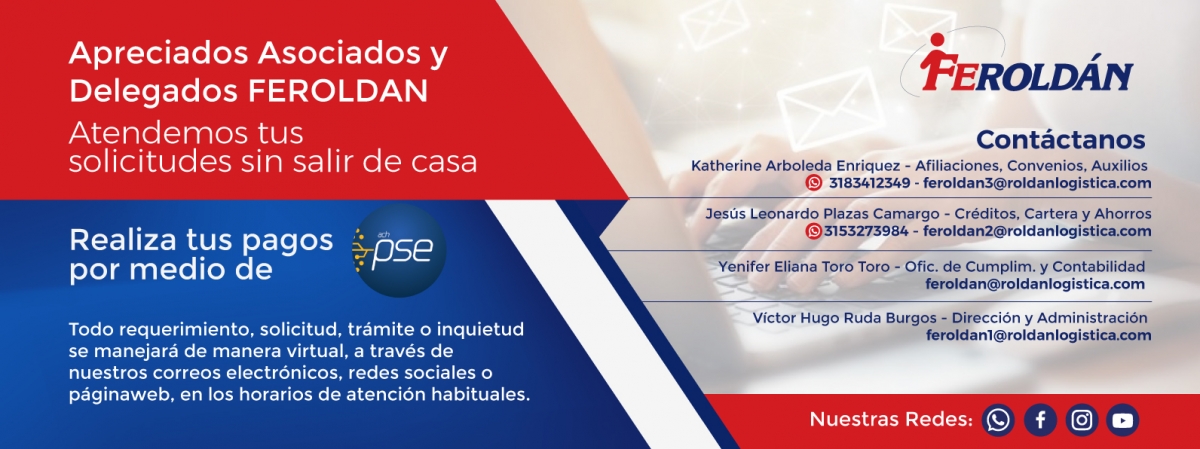 Apreciados Asociados y
Delegados FEROLDAN
Atendemos tus
solicitudes sin salir de casa
Realiza tus pagos
por medio de
ach
pse
Todo requerimiento, solicitud, trámite o inquietud
se manejará de manera virtual, a través de
nuestros correos electrónicos, redes sociales o
páginaweb, en los horarios de atención habituales.
FEROLDÁN
Contáctanos
Katherine Arboleda Enriquez - Afiliaciones, Convenios, Auxilios
3183412349 - feroldan3@roldanlogistica.com
Jesús Leonardo Plazas Camargo - Créditos, Cartera y Ahorros
3153273984 - feroldan2@roldanlogistica.com
Yenifer Eliana Toro Toro - Ofic. de Cumplim. y Contabilidad
feroldan@roldanlogistica.com
Víctor Hugo Ruda Burgos - Dirección y Administración
feroldan1@roldanlogistica.com
Nuestras Redes: